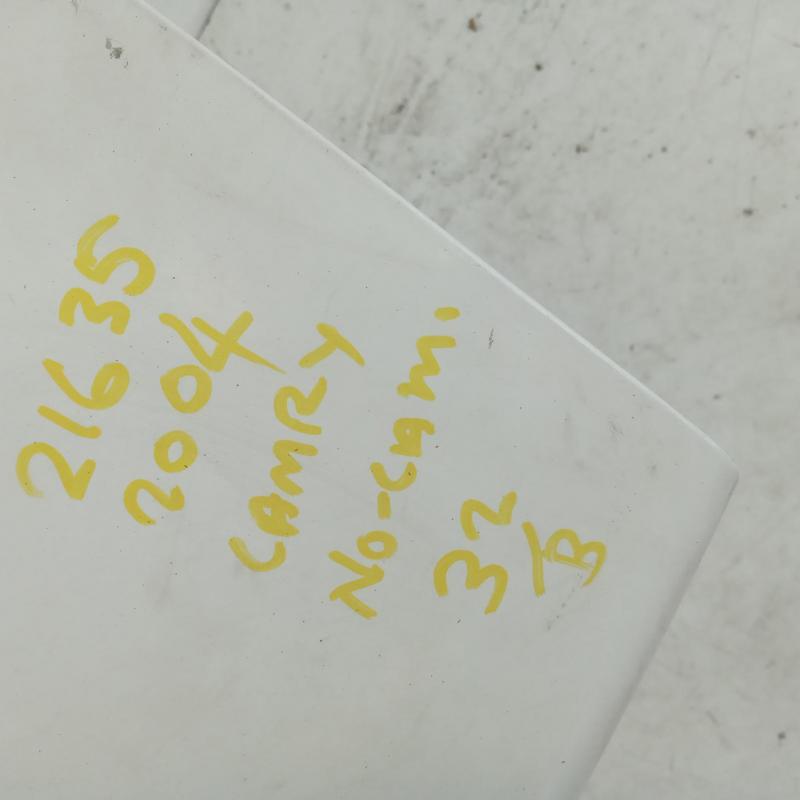 21635
2004
CAMRY
NO-CAM.
32
/B